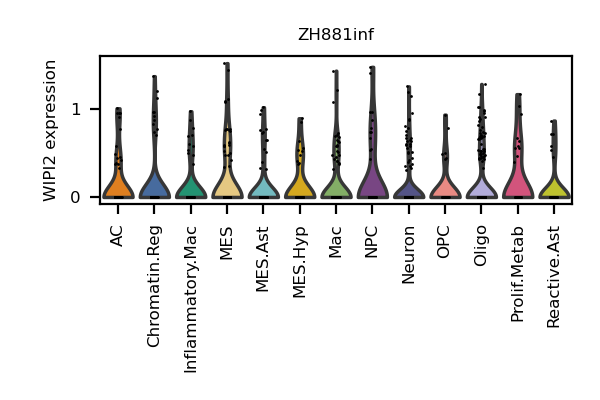 ZH881inf
WIPI2 expression
1
0
AC
Chromatin.Reg
Inflammatory.Mac
MES
MES.Ast
MES.Hyp
Mac
NPC
Neuron
OPC
Oligo
Prolif.Metab
Reactive.Ast